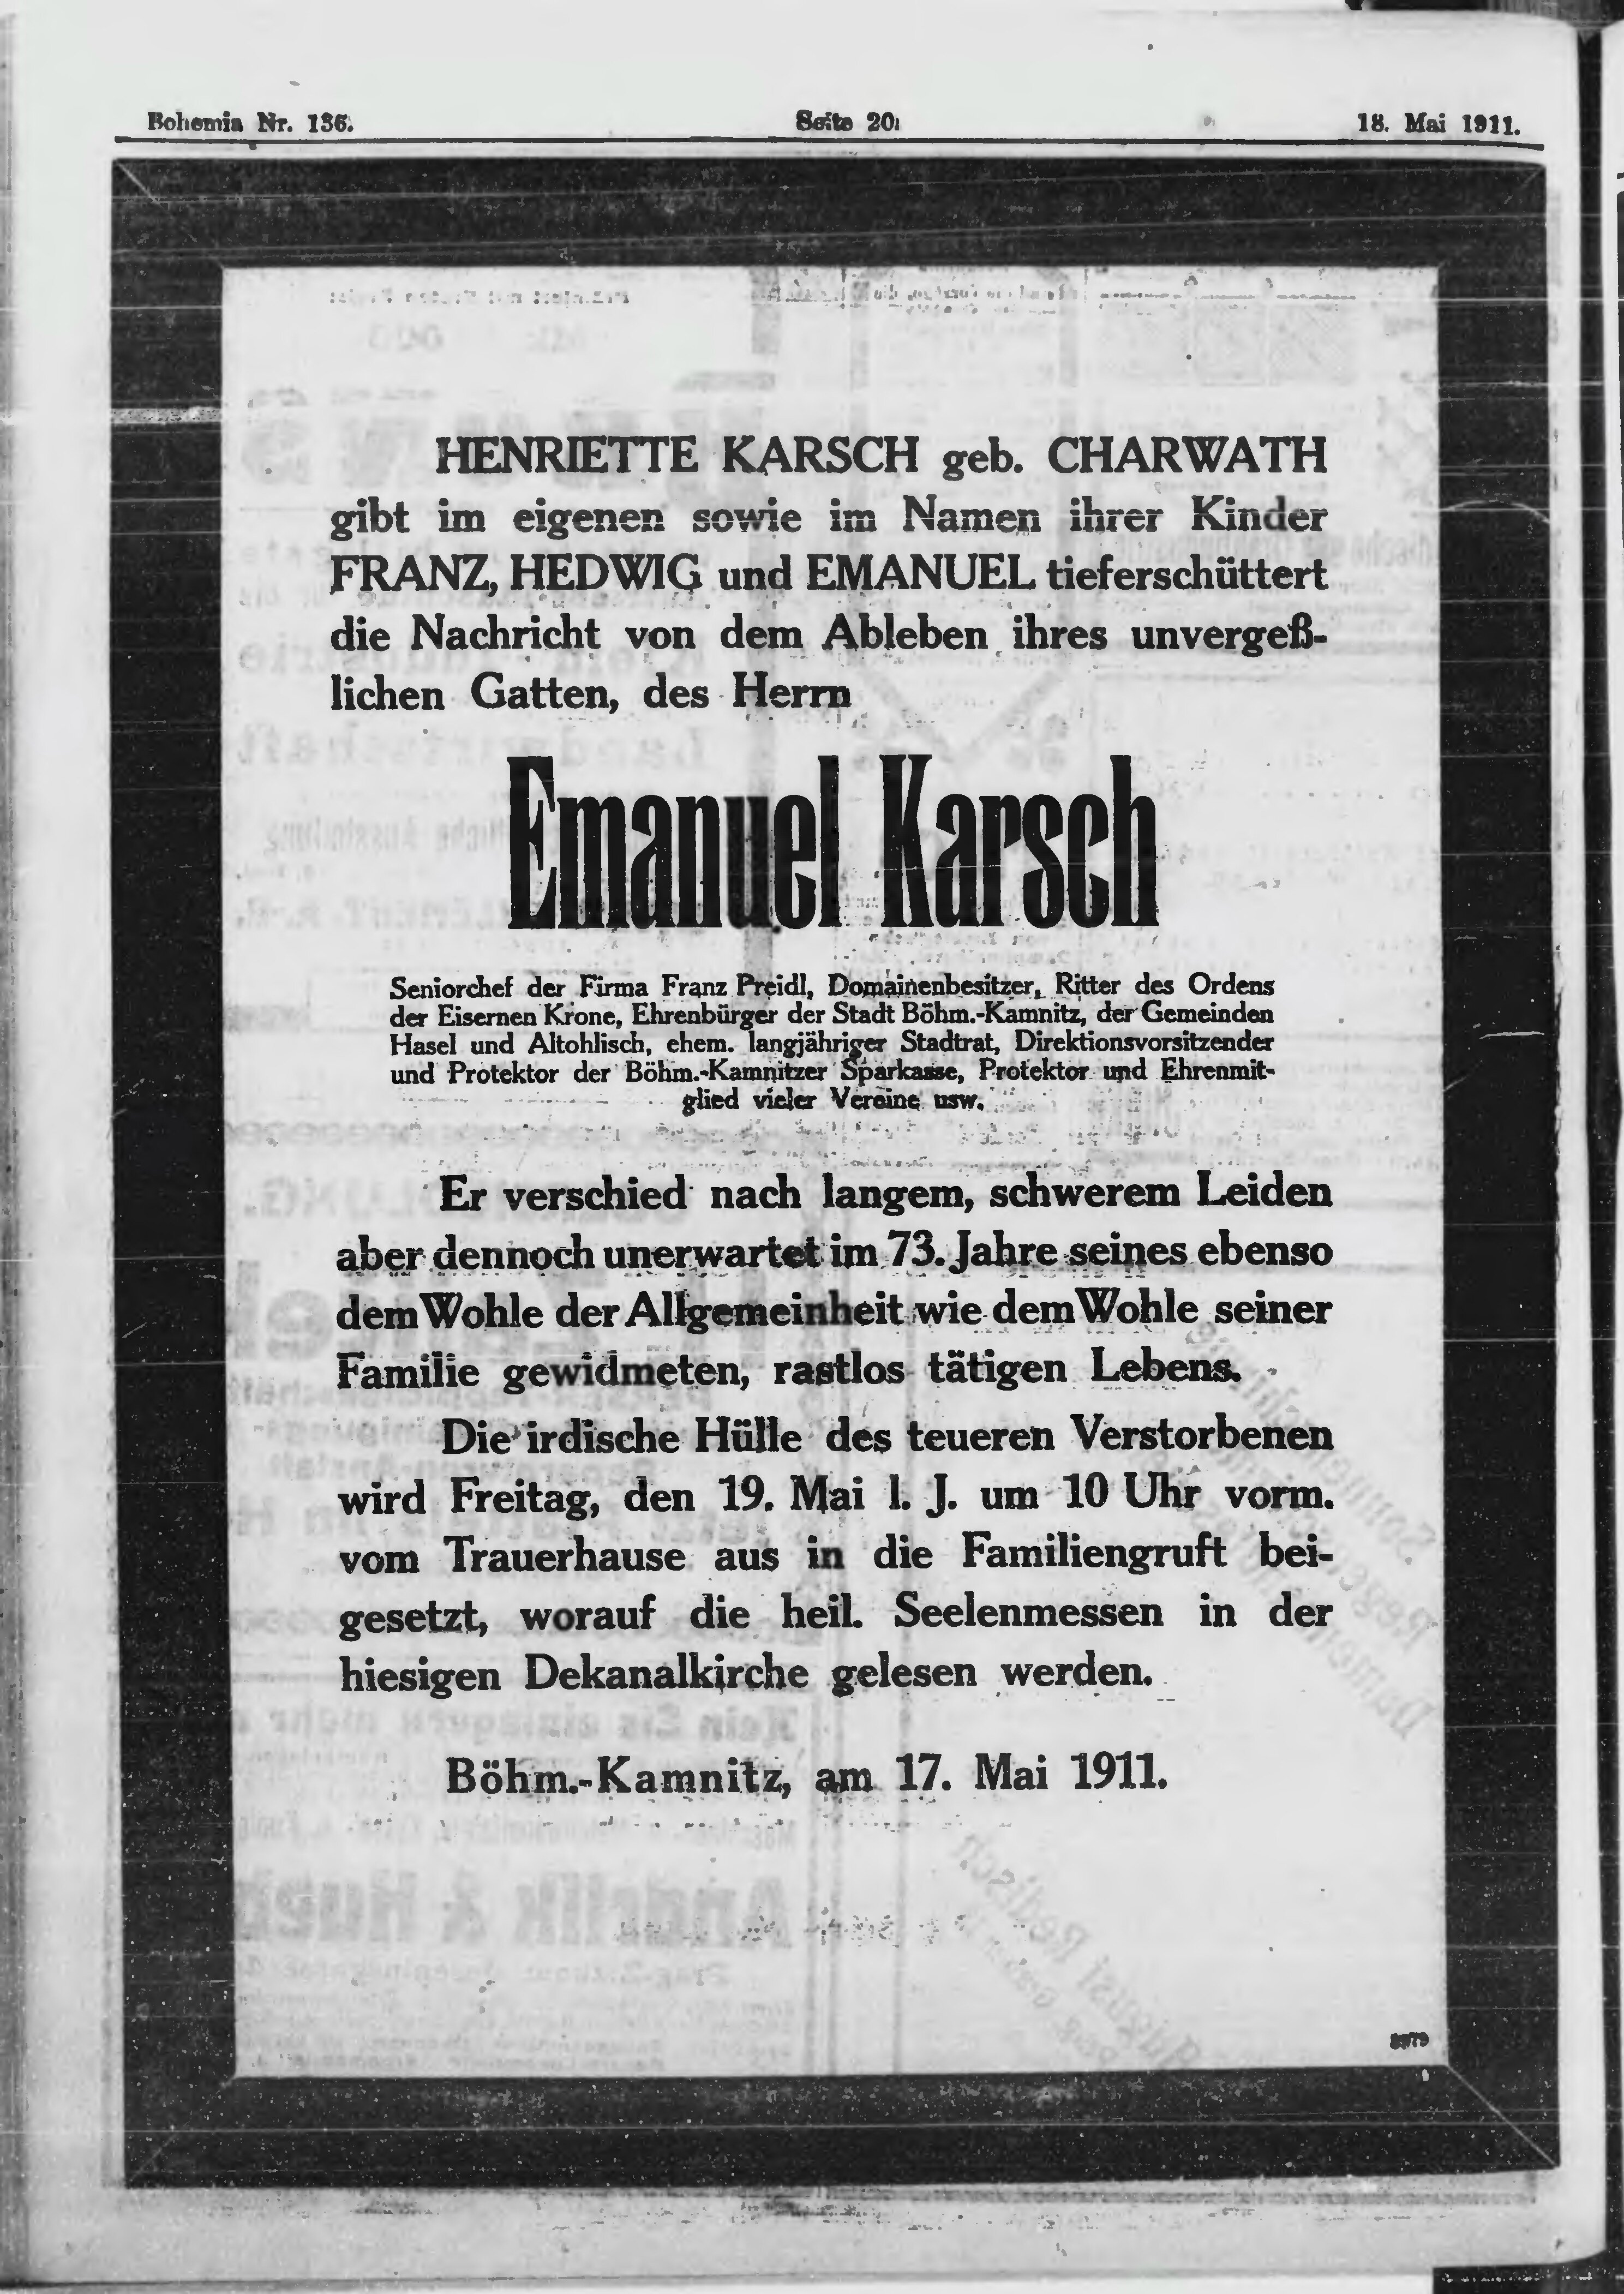 Bohemia Nr. 136.
Seite 20
18. Mai 1911.
HENRIETTE KARSCH geb. CHARWATH
gibt im eigenen sowie im Namen ihrer Kinder
FRANZ, HEDWIG und EMANUEL tieferschüttert
die Nachricht von dem Ableben ihres unvergeß-
lichen Gatten, des Herrn
Emanuel Karsch
Seniorchef der Firma Franz Preidl, Domainenbesitzer, Ritter des Ordens
der Eisernen Krone, Ehrenbürger der Stadt Böhm.-Kamnitz, der Gemeinden
Hasel und Altohlisch, ehem. langjähriger Stadtrat, Direktionsvorsitzender
und Protektor der Böhm.-Kamnitzer Sparkasse, Protektor und Ehrenmit-
glied vieler Vereine usw.
Er verschied nach langem, schwerem Leiden
aber dennoch unerwartet im 73. Jahre seines ebenso
dem Wohle der Allgemeinheit wie dem Wohle seiner
Familie gewidmeten, rastlos tätigen Lebens.
Die irdische Hülle des teueren Verstorbenen
wird Freitag, den 19. Mai l. J. um 10 Uhr vorm.
vom Trauerhause aus in die Familiengruft bei-
gesetzt, worauf die heil. Seelenmessen in der
hiesigen Dekanalkirche gelesen werden.
Böhm.-Kamnitz, am 17. Mai 1911.